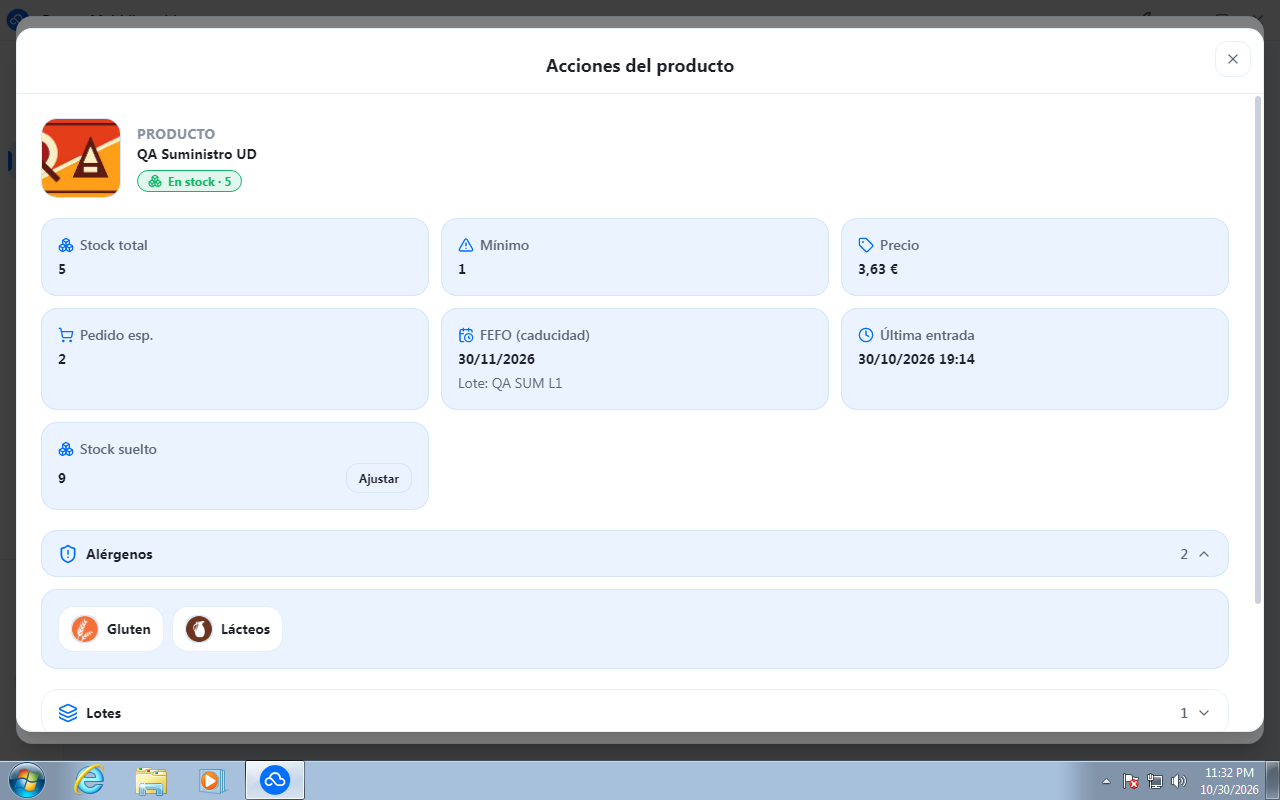 Acciones del producto
QA
PRODUCTO
QA Suministro UD
En stock · 5
Stock total
5
Mínimo
1
Precio
3,63 €
Pedido esp.
2
FEFO (caducidad)
30/11/2026
Lote: QA SUM L1
Última entrada
30/10/2026 19:14
Stock suelto
9
Ajustar
Alérgenos
2
Gluten
Lácteos
Lotes
1
11:32 PM
10/30/2026